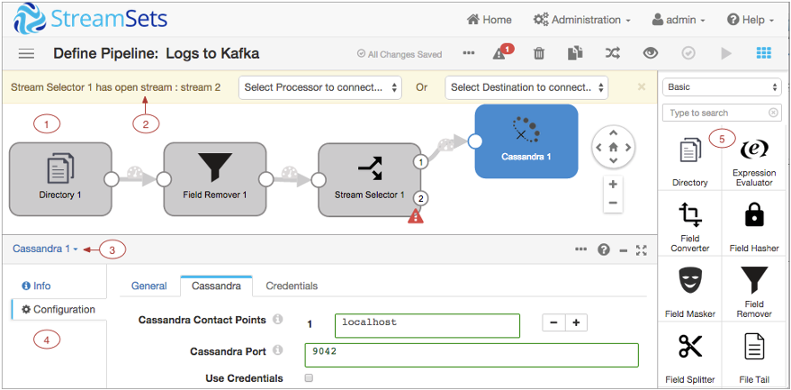 StreamSets
Home
Administration
admin
Help
Define Pipeline: Logs to Kafka
All Changes Saved
1
Stream Selector 1 has open stream : stream 2
Select Processor to connect...
Or
Select Destination to connect..
Basic
Type to search
1
2
5
Directory 1
Field Remover 1
Stream Selector 1
1
2
Cassandra 1
Directory
Expression
Evaluator
Field
Converter
Field Hasher
Field Masker
Field
Remover
Field Splitter
File Tail
Cassandra 1
3
Info
Configuration
4
General
Cassandra
Credentials
Cassandra Contact Points
1
localhost
Cassandra Port
9042
Use Credentials